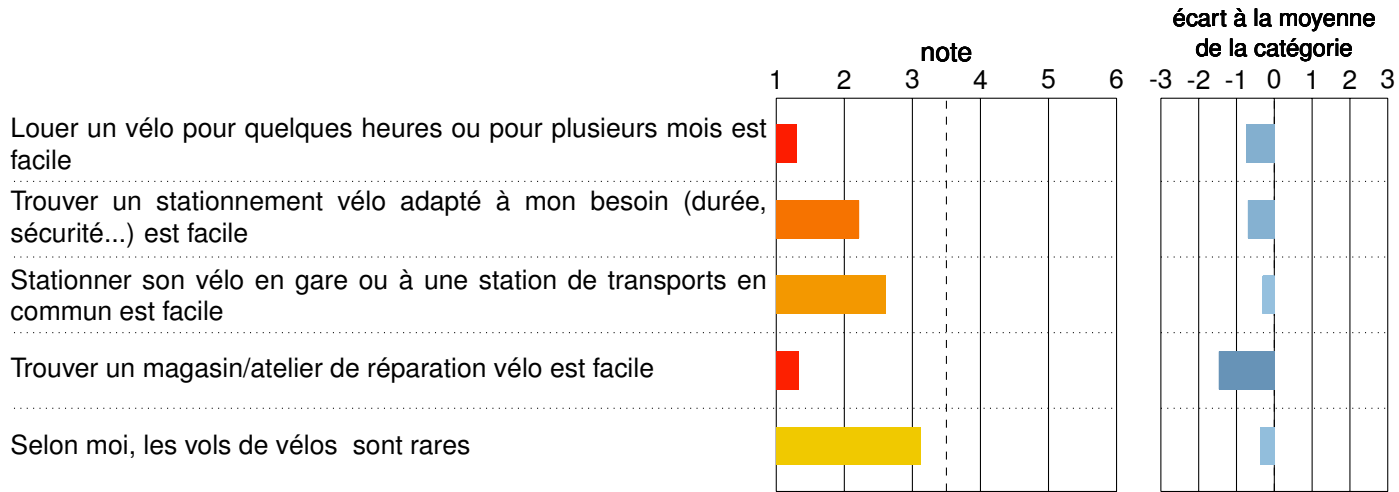 écart à la moyenne
note de la catégorie
1 2 3 4 5 6 -3 -2 -1 0 1 2 3
Louer un vélo pour quelques heures ou pour plusieurs mois est
facile
Trouver un stationnement vélo adapté à mon besoin (durée,
sécurité...) est facile
Stationner son vélo en gare ou à une station de transports en
commun est facile
Trouver un magasin/atelier de réparation vélo est facile
Selon moi, les vols de vélos sont rares